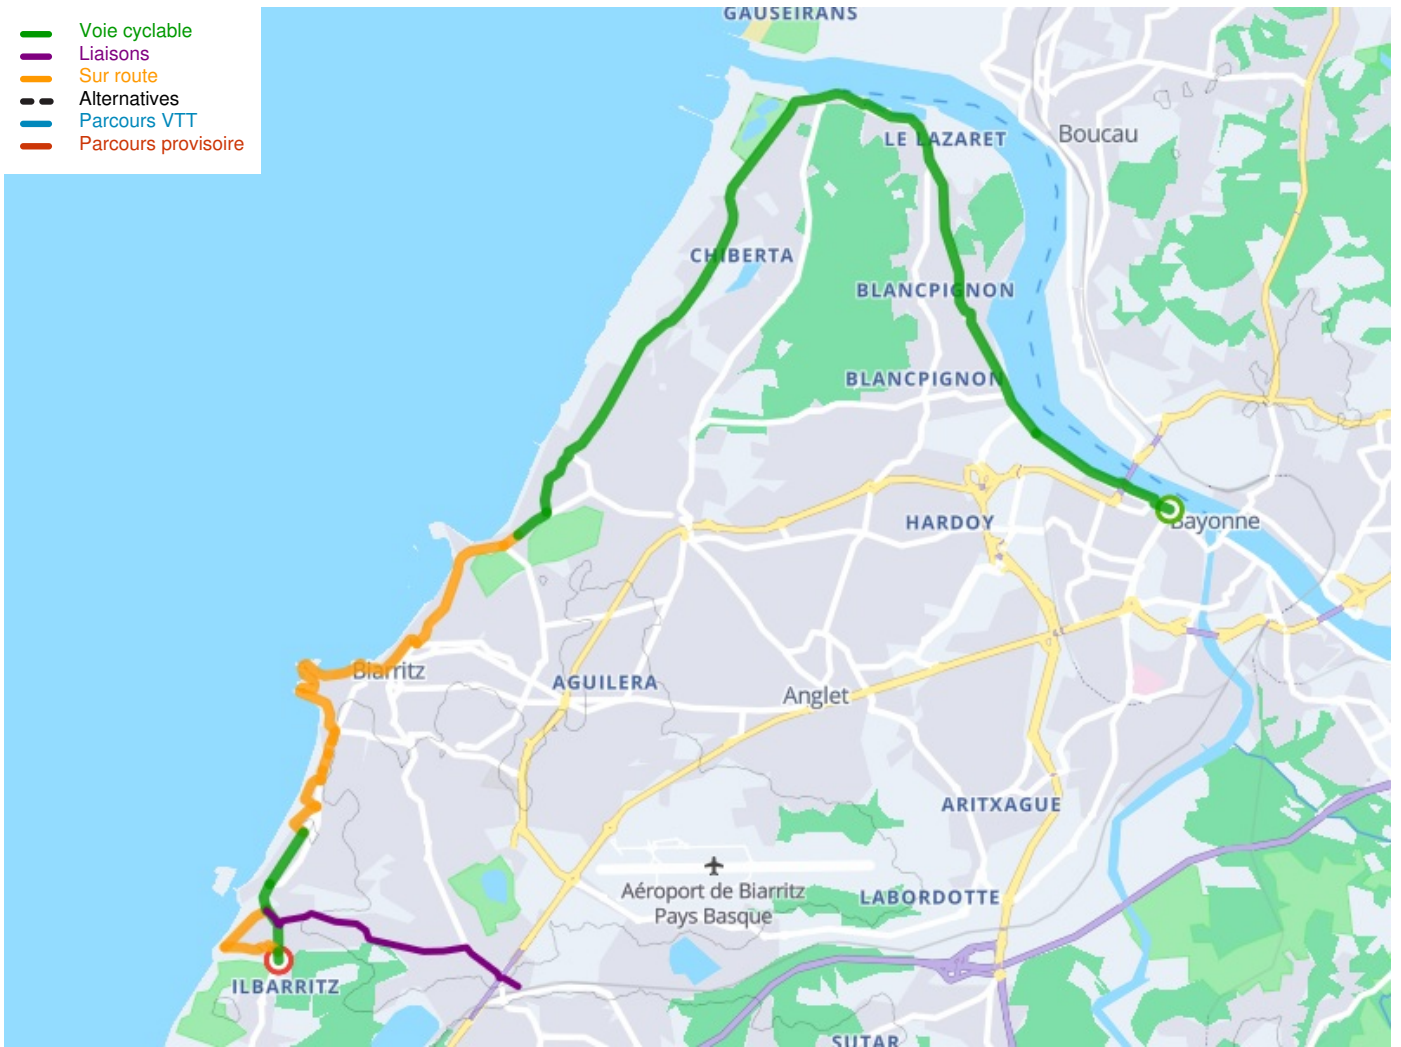 Voie cyclable
Liaisons
Sur route
Alternatives
Parcours VTT
Parcours provisoire
GAUSEIRANS
Boucau
LE LAZARET
CHIBERTA
BLANCPIGNON
BLANCPIGNON
HARDOY
Bayonne
Biarritz
AGUILERA
Anglet
ARITXAGUE
Aéroport de Biarritz
Pays Basque
LABORDOTTE
ILBARRITZ
SUTAR